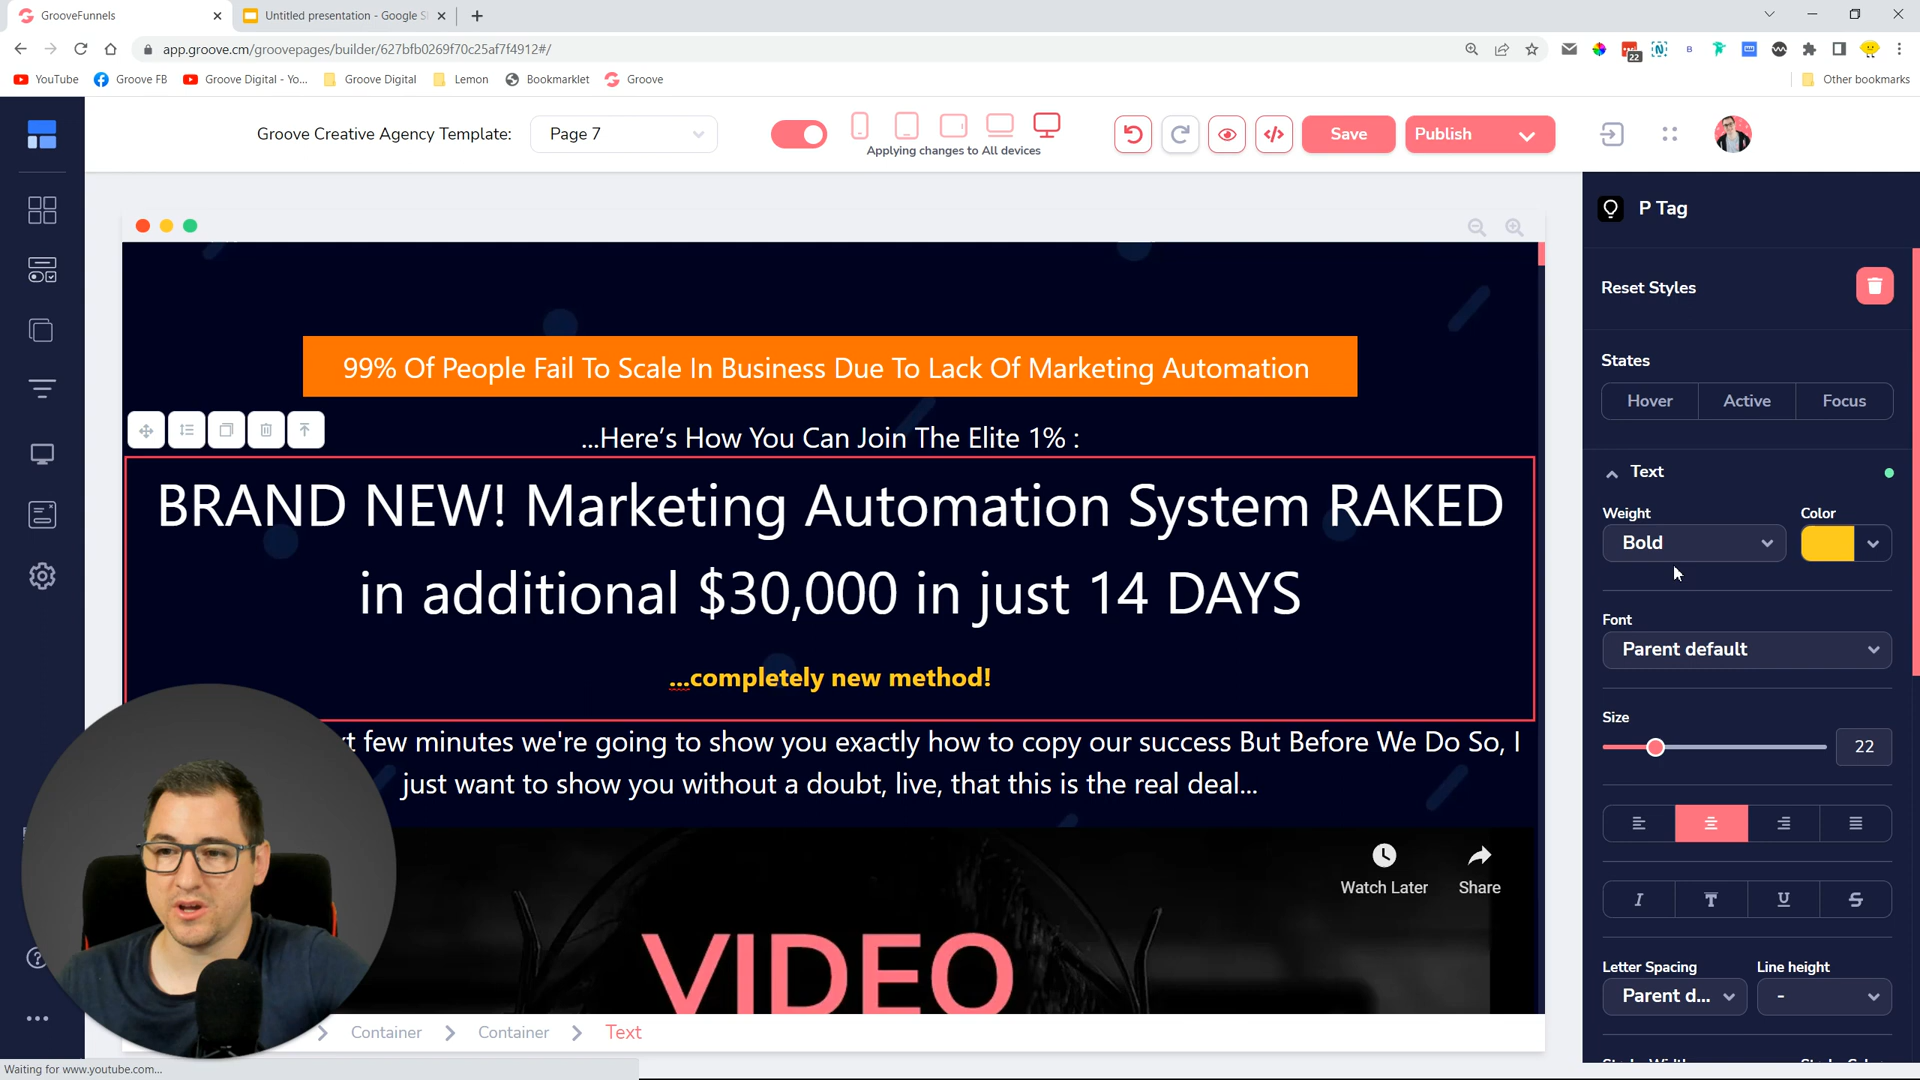 GrooveFunnels
Untitled presentation - Google S
app.groove.cm/groovepages/builder/627bfb0269f70c25af7f4912#/
22
YouTube
Groove FB
Groove Digital - Yo...
Groove Digital
Lemon
Bookmarklet
Groove
Other bookmarks
Groove Creative Agency Template:
Page 7
Applying changes to All devices
Save
Publish
99% Of People Fail To Scale In Business Due To Lack Of Marketing Automation
...Here’s How You Can Join The Elite 1% :
BRAND NEW! Marketing Automation System RAKED
in additional $30,000 in just 14 DAYS
...completely new method!
few minutes we're going to show you exactly how to copy our success But Before We Do So, I
just want to show you without a doubt, live, that this is the real deal...
Watch Later
Share
VIDEO
Container
Container
Text
Waiting for www.youtube.com...
P Tag
Reset Styles
States
Hover
Active
Focus
Text
Weight
Color
Bold
Font
Parent default
Size
22
Letter Spacing
Line height
Parent d...
-